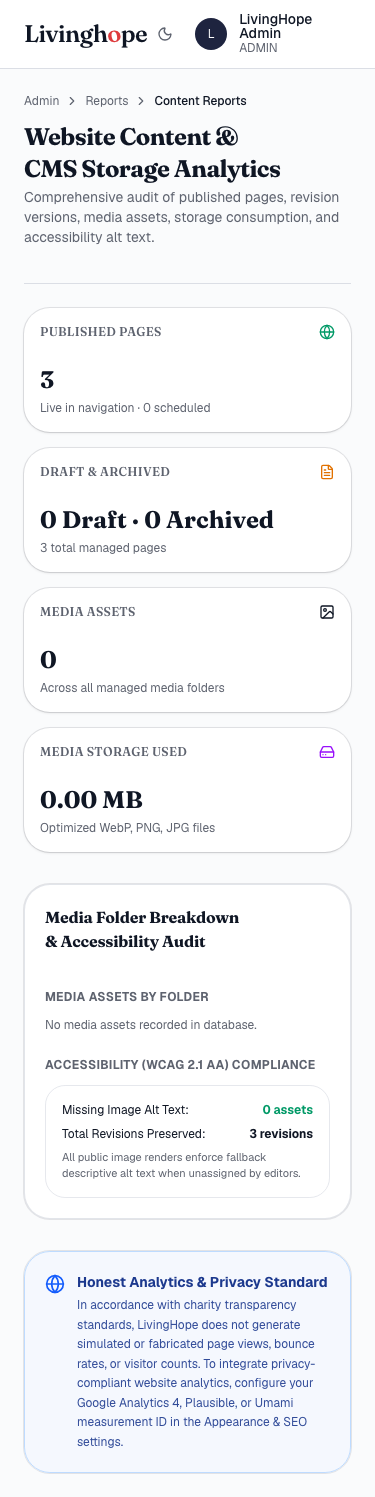 Livinghope
L
LivingHope
Admin
ADMIN
Admin > Reports > Content Reports
Website Content &
CMS Storage Analytics
Comprehensive audit of published pages, revision
versions, media assets, storage consumption, and
accessibility alt text.
PUBLISHED PAGES
3
Live in navigation · 0 scheduled
DRAFT & ARCHIVED
0 Draft · 0 Archived
3 total managed pages
MEDIA ASSETS
0
Across all managed media folders
MEDIA STORAGE USED
0.00 MB
Optimized WebP, PNG, JPG files
Media Folder Breakdown
& Accessibility Audit
MEDIA ASSETS BY FOLDER
No media assets recorded in database.
ACCESSIBILITY (WCAG 2.1 AA) COMPLIANCE
Missing Image Alt Text: 0 assets
Total Revisions Preserved: 3 revisions
All public image renders enforce fallback
descriptive alt text when unassigned by editors.
Honest Analytics & Privacy Standard
In accordance with charity transparency
standards, LivingHope does not generate
simulated or fabricated page views, bounce
rates, or visitor counts. To integrate privacy-
compliant website analytics, configure your
Google Analytics 4, Plausible, or Umami
measurement ID in the Appearance & SEO
settings.